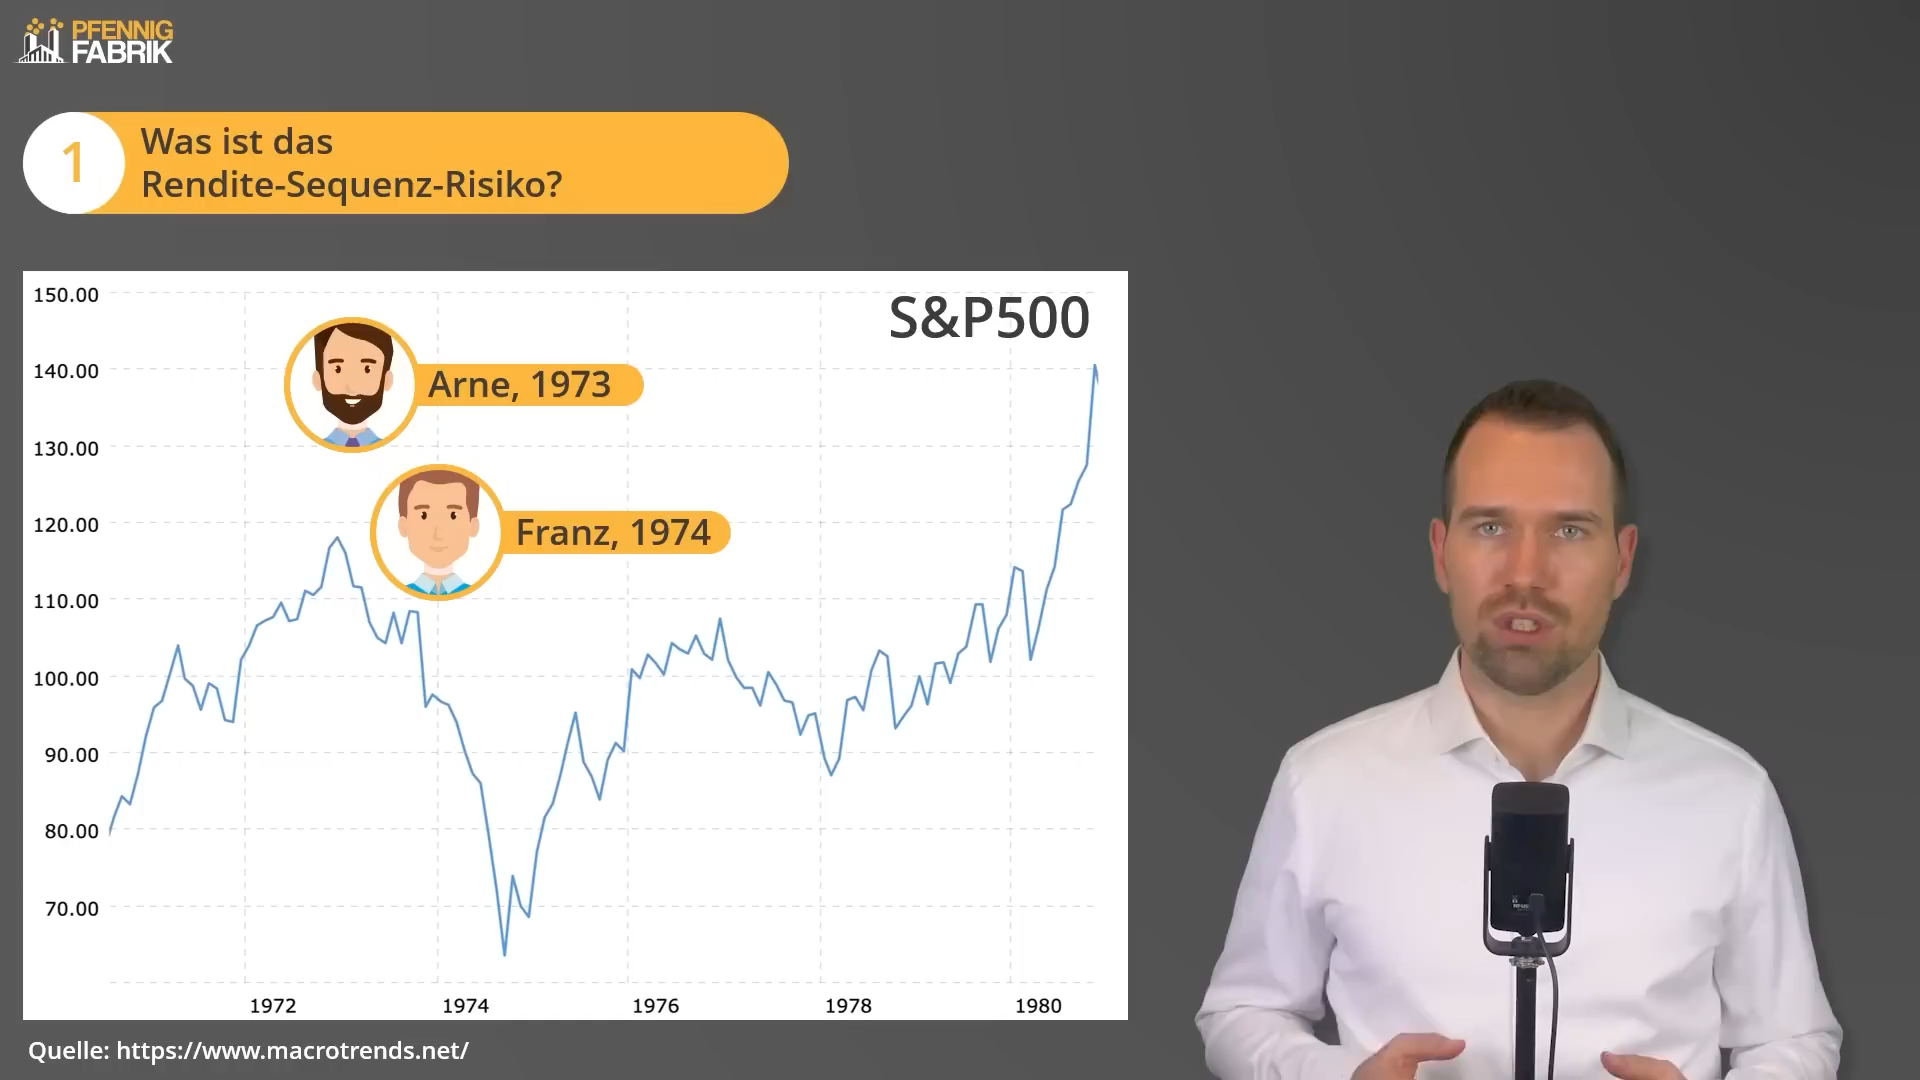 PFENNIG
FABRIK
1
Was ist das
Rendite-Sequenz-Risiko?
S&P500
150.00
140.00
130.00
120.00
110.00
100.00
90.00
80.00
70.00
Arne, 1973
Franz, 1974
1972
1974
1976
1978
1980
Quelle: https://www.macrotrends.net/